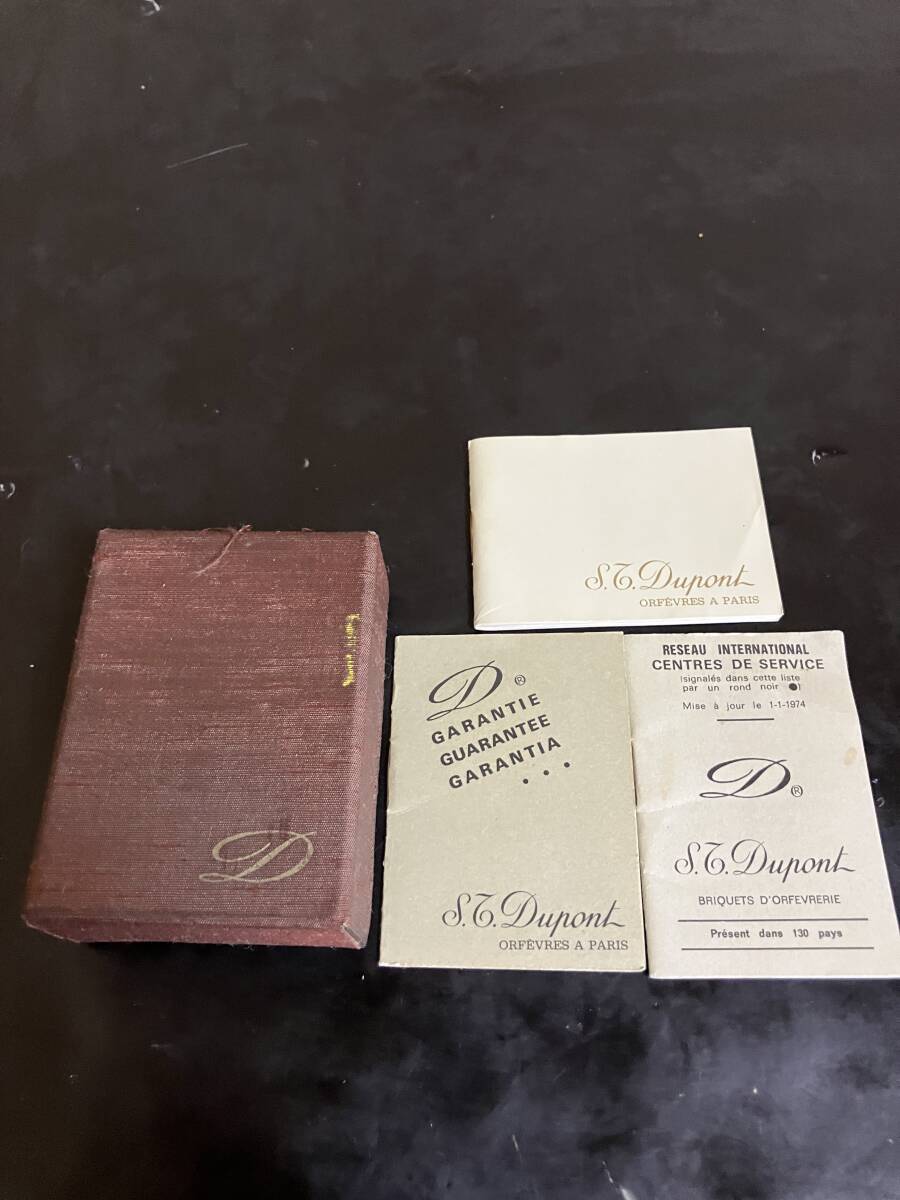 D
S.T. Dupont
ORFÈVRES A PARIS
D®
GARANTIE
GUARANTEE
GARANTIA
...
S.T. Dupont
ORFÈVRES A PARIS
RESEAU INTERNATIONAL
CENTRES DE SERVICE
(signalés dans cette liste
par un rond noir ●)
Mise à jour le 1-1-1974
D®
S.T. Dupont
BRIQUETS D'ORFEVRERIE
Présent dans 130 pays